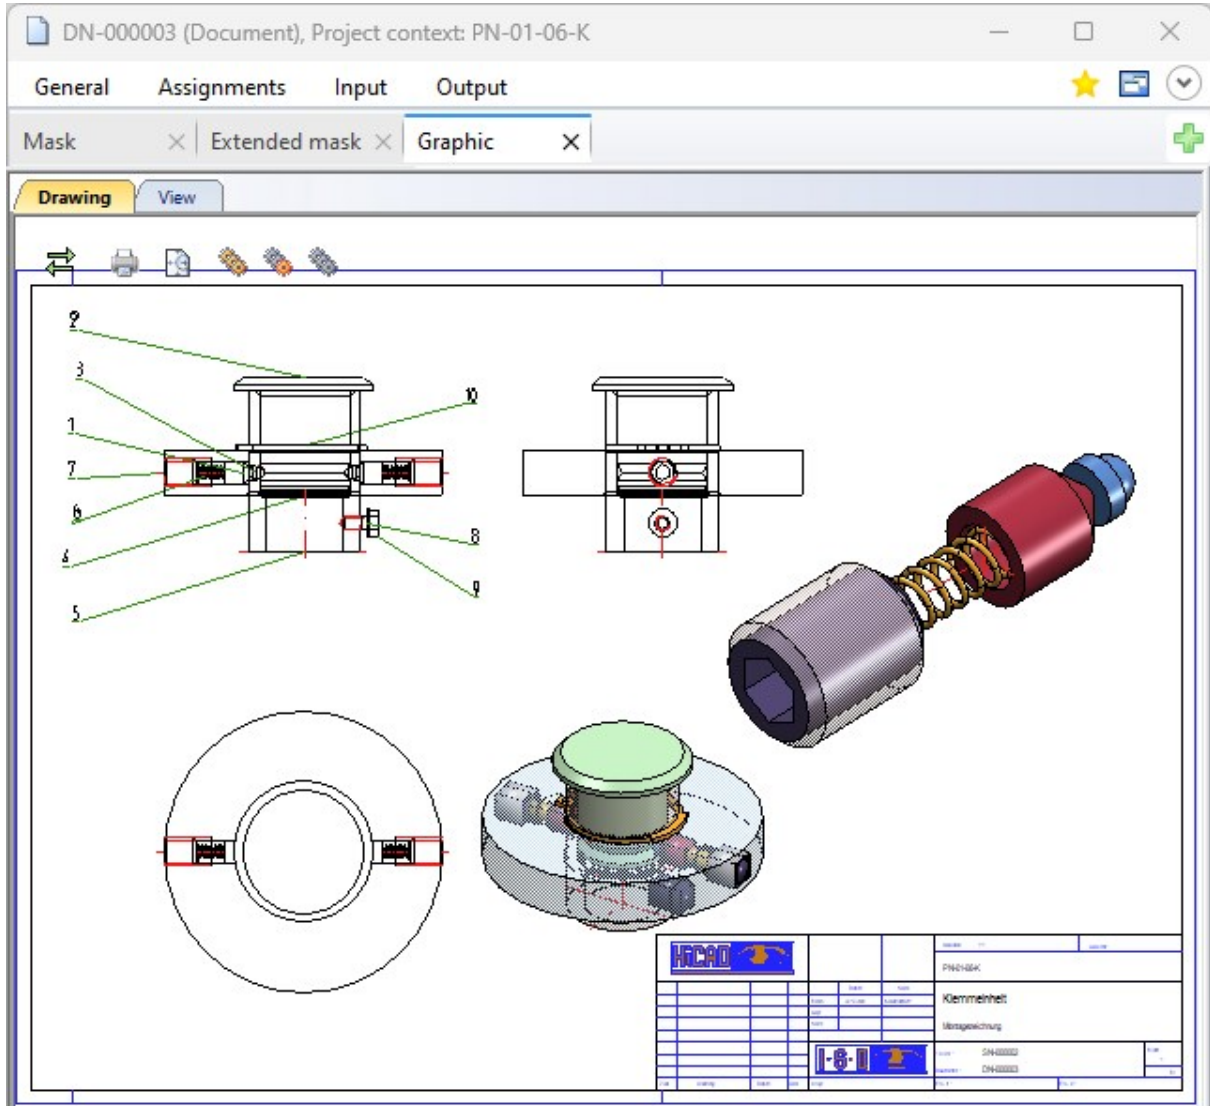 DN-000003 (Document), Project context: PN-01-06-K
General Assignments Input Output
Mask Extended mask Graphic
Drawing View
2
3
10
1
7
6
8
4
9
5
HiCAD
PN-01-06-K
Klemmeinheit
Montagezeichnung
I-S-D
SN-000002
DN-000003